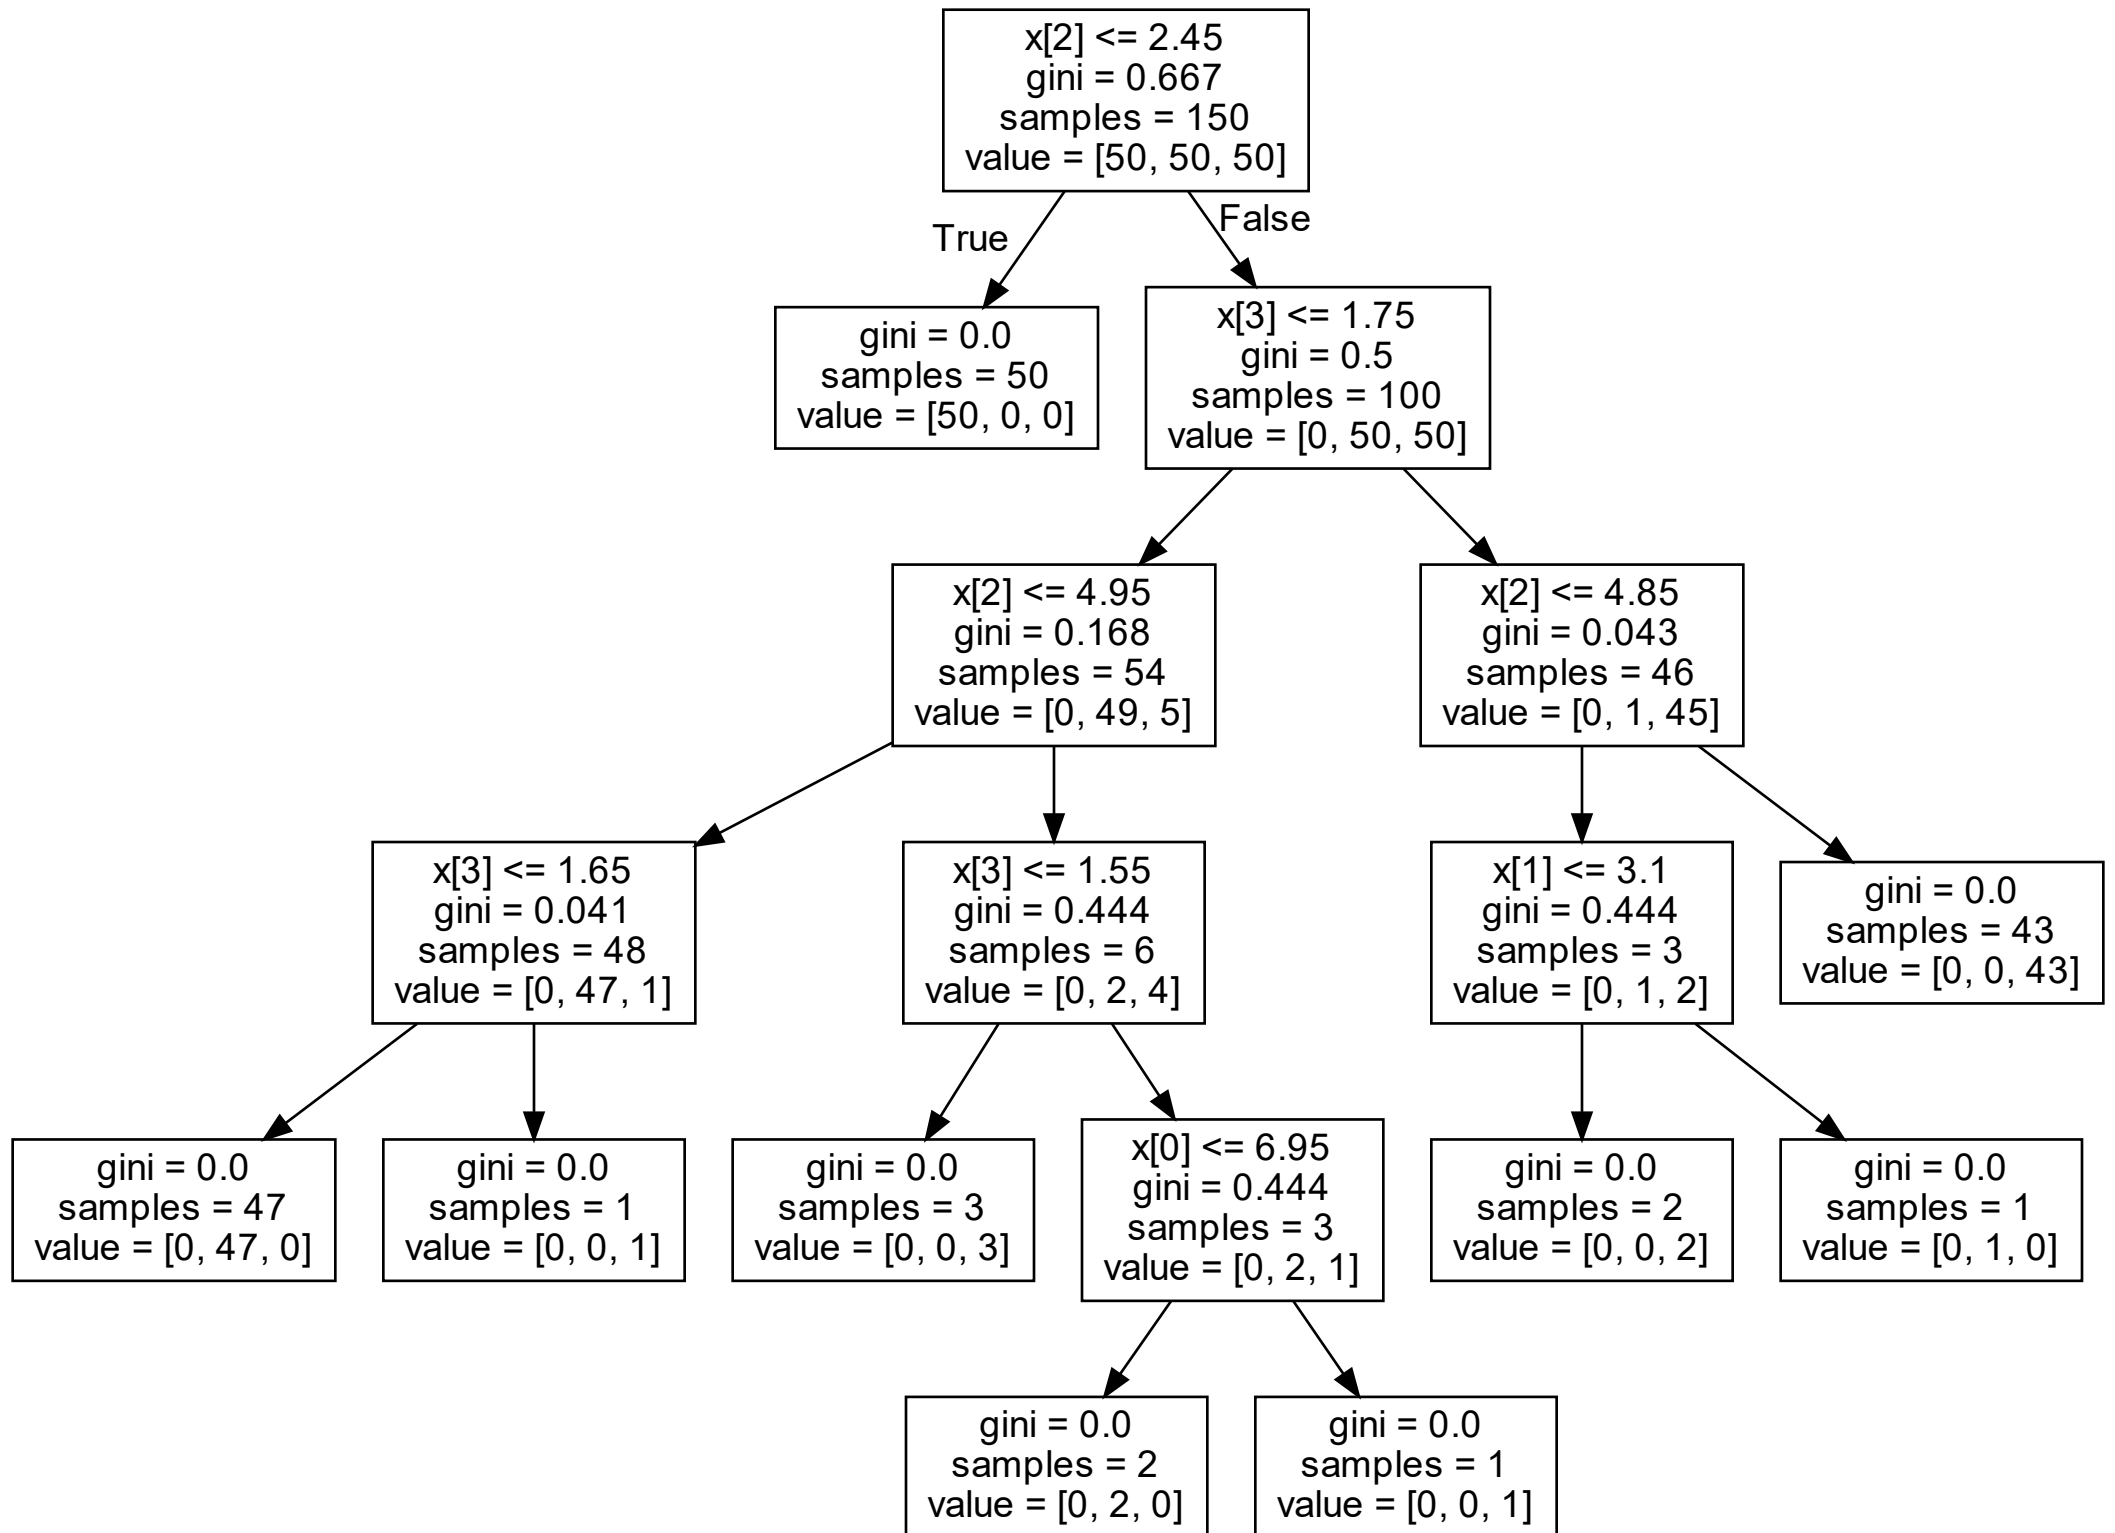 x[2] <= 2.45
gini = 0.667
samples = 150
value = [50, 50, 50]
True
False
gini = 0.0
samples = 50
value = [50, 0, 0]
x[3] <= 1.75
gini = 0.5
samples = 100
value = [0, 50, 50]
x[2] <= 4.95
gini = 0.168
samples = 54
value = [0, 49, 5]
x[2] <= 4.85
gini = 0.043
samples = 46
value = [0, 1, 45]
x[3] <= 1.65
gini = 0.041
samples = 48
value = [0, 47, 1]
x[3] <= 1.55
gini = 0.444
samples = 6
value = [0, 2, 4]
x[1] <= 3.1
gini = 0.444
samples = 3
value = [0, 1, 2]
gini = 0.0
samples = 43
value = [0, 0, 43]
gini = 0.0
samples = 47
value = [0, 47, 0]
gini = 0.0
samples = 1
value = [0, 0, 1]
gini = 0.0
samples = 3
value = [0, 0, 3]
x[0] <= 6.95
gini = 0.444
samples = 3
value = [0, 2, 1]
gini = 0.0
samples = 2
value = [0, 0, 2]
gini = 0.0
samples = 1
value = [0, 1, 0]
gini = 0.0
samples = 2
value = [0, 2, 0]
gini = 0.0
samples = 1
value = [0, 0, 1]